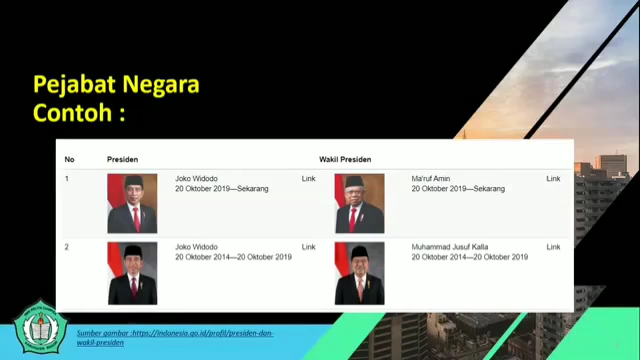 Pejabat Negara
Contoh :
No Presiden Wakil Presiden
1 Joko Widodo Link Ma'ruf Amin Link
20 Oktober 2019—Sekarang 20 Oktober 2019—Sekarang
2 Joko Widodo Link Muhammad Jusuf Kalla Link
20 Oktober 2014—20 Oktober 2019 20 Oktober 2014—20 Oktober 2019
Sumber gambar :https://indonesia.go.id/profil/presiden-dan-
wakil-presiden